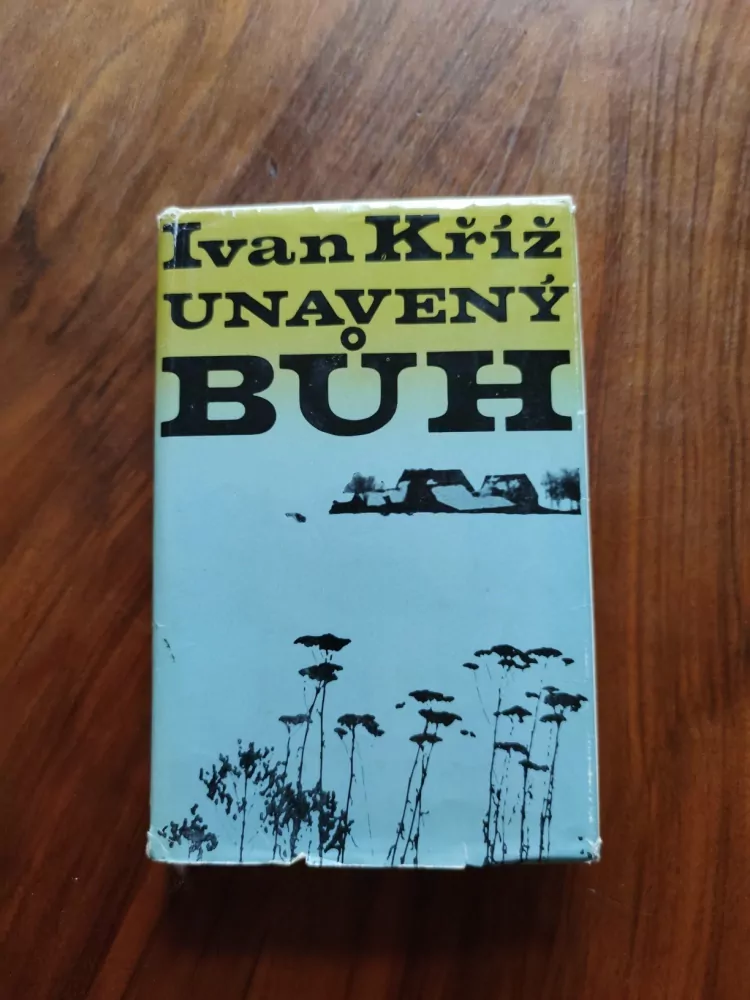 Ivan Kříž
UNAVENÝ
BŮH